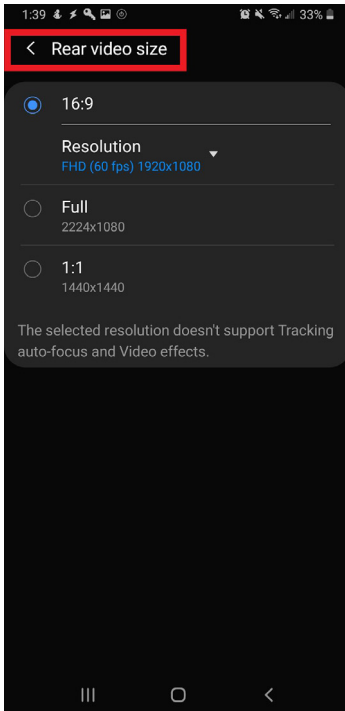 1:39 33%
Rear video size
16:9
Resolution
FHD (60 fps) 1920x1080
Full
2224x1080
1:1
1440x1440
The selected resolution doesn't support Tracking
auto-focus and Video effects.